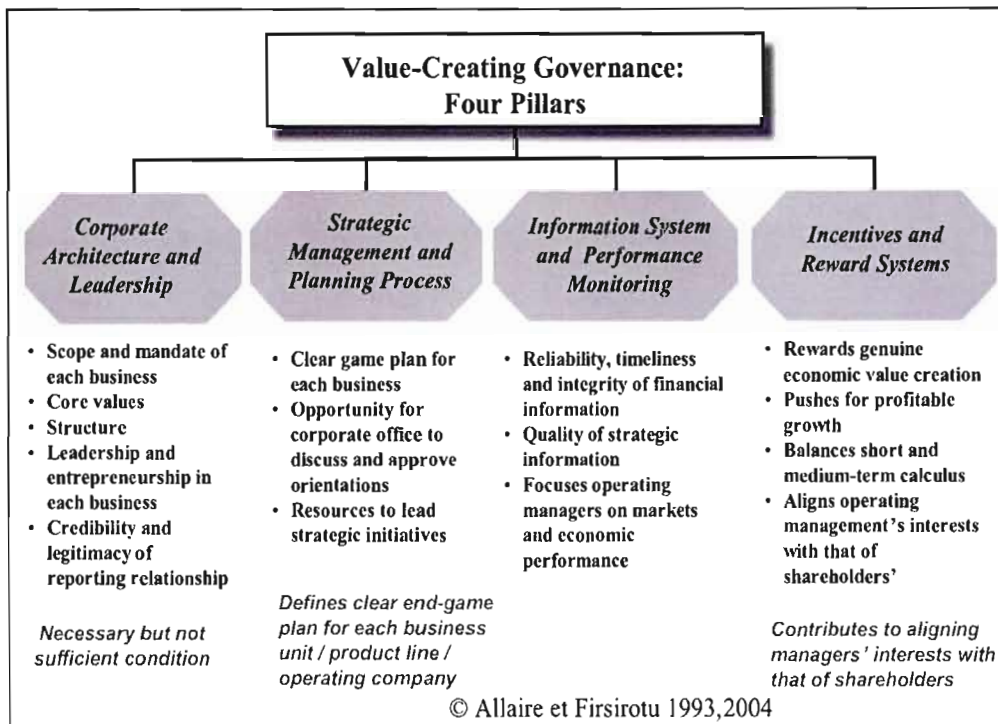 Value-Creating Governance:
Four Pillars
Corporate
Architecture and
Leadership
• Scope and mandate of
each business
• Core values
• Structure
• Leadership and
entrepreneurship in
each business
• Credibility and
legitimacy of
reporting relationship
Necessary but not
sufficient condition
Strategic
Management and
Planning Process
• Clear game plan for
each business
• Opportunity for
corporate office to
discuss and approve
orientations
• Resources to lead
strategic initiatives
Defines clear end-game
plan for each business
unit / product line /
operating company
Information System
and Performance
Monitoring
• Reliability, timeliness
and integrity of financial
information
• Quality of strategic
information
• Focuses operating
managers on markets
and economic
performance
Incentives and
Reward Systems
• Rewards genuine
economic value creation
• Pushes for profitable
growth
• Balances short and
medium-term calculus
• Aligns operating
management's interests
with that of
shareholders'
Contributes to aligning
managers' interests with
that of shareholders
© Allaire et Firsirotu 1993,2004